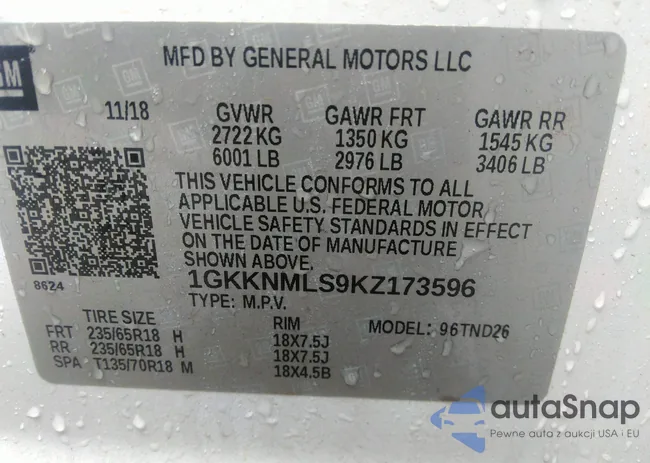 GM
MFD BY GENERAL MOTORS LLC
11/18 GVWR GAWR FRT GAWR RR
2722 KG 1350 KG 1545 KG
6001 LB 2976 LB 3406 LB
THIS VEHICLE CONFORMS TO ALL
APPLICABLE U.S. FEDERAL MOTOR
VEHICLE SAFETY STANDARDS IN EFFECT
ON THE DATE OF MANUFACTURE
SHOWN ABOVE.
8624
1GKKNMLS9KZ173596
TYPE: M.P.V.
TIRE SIZE RIM MODEL: 96TND26
FRT 235/65R18 H 18X7.5J
RR 235/65R18 H 18X7.5J
SPA T135/70R18 M 18X4.5B
autaSnap
Pewne auta z aukcji USA i EU